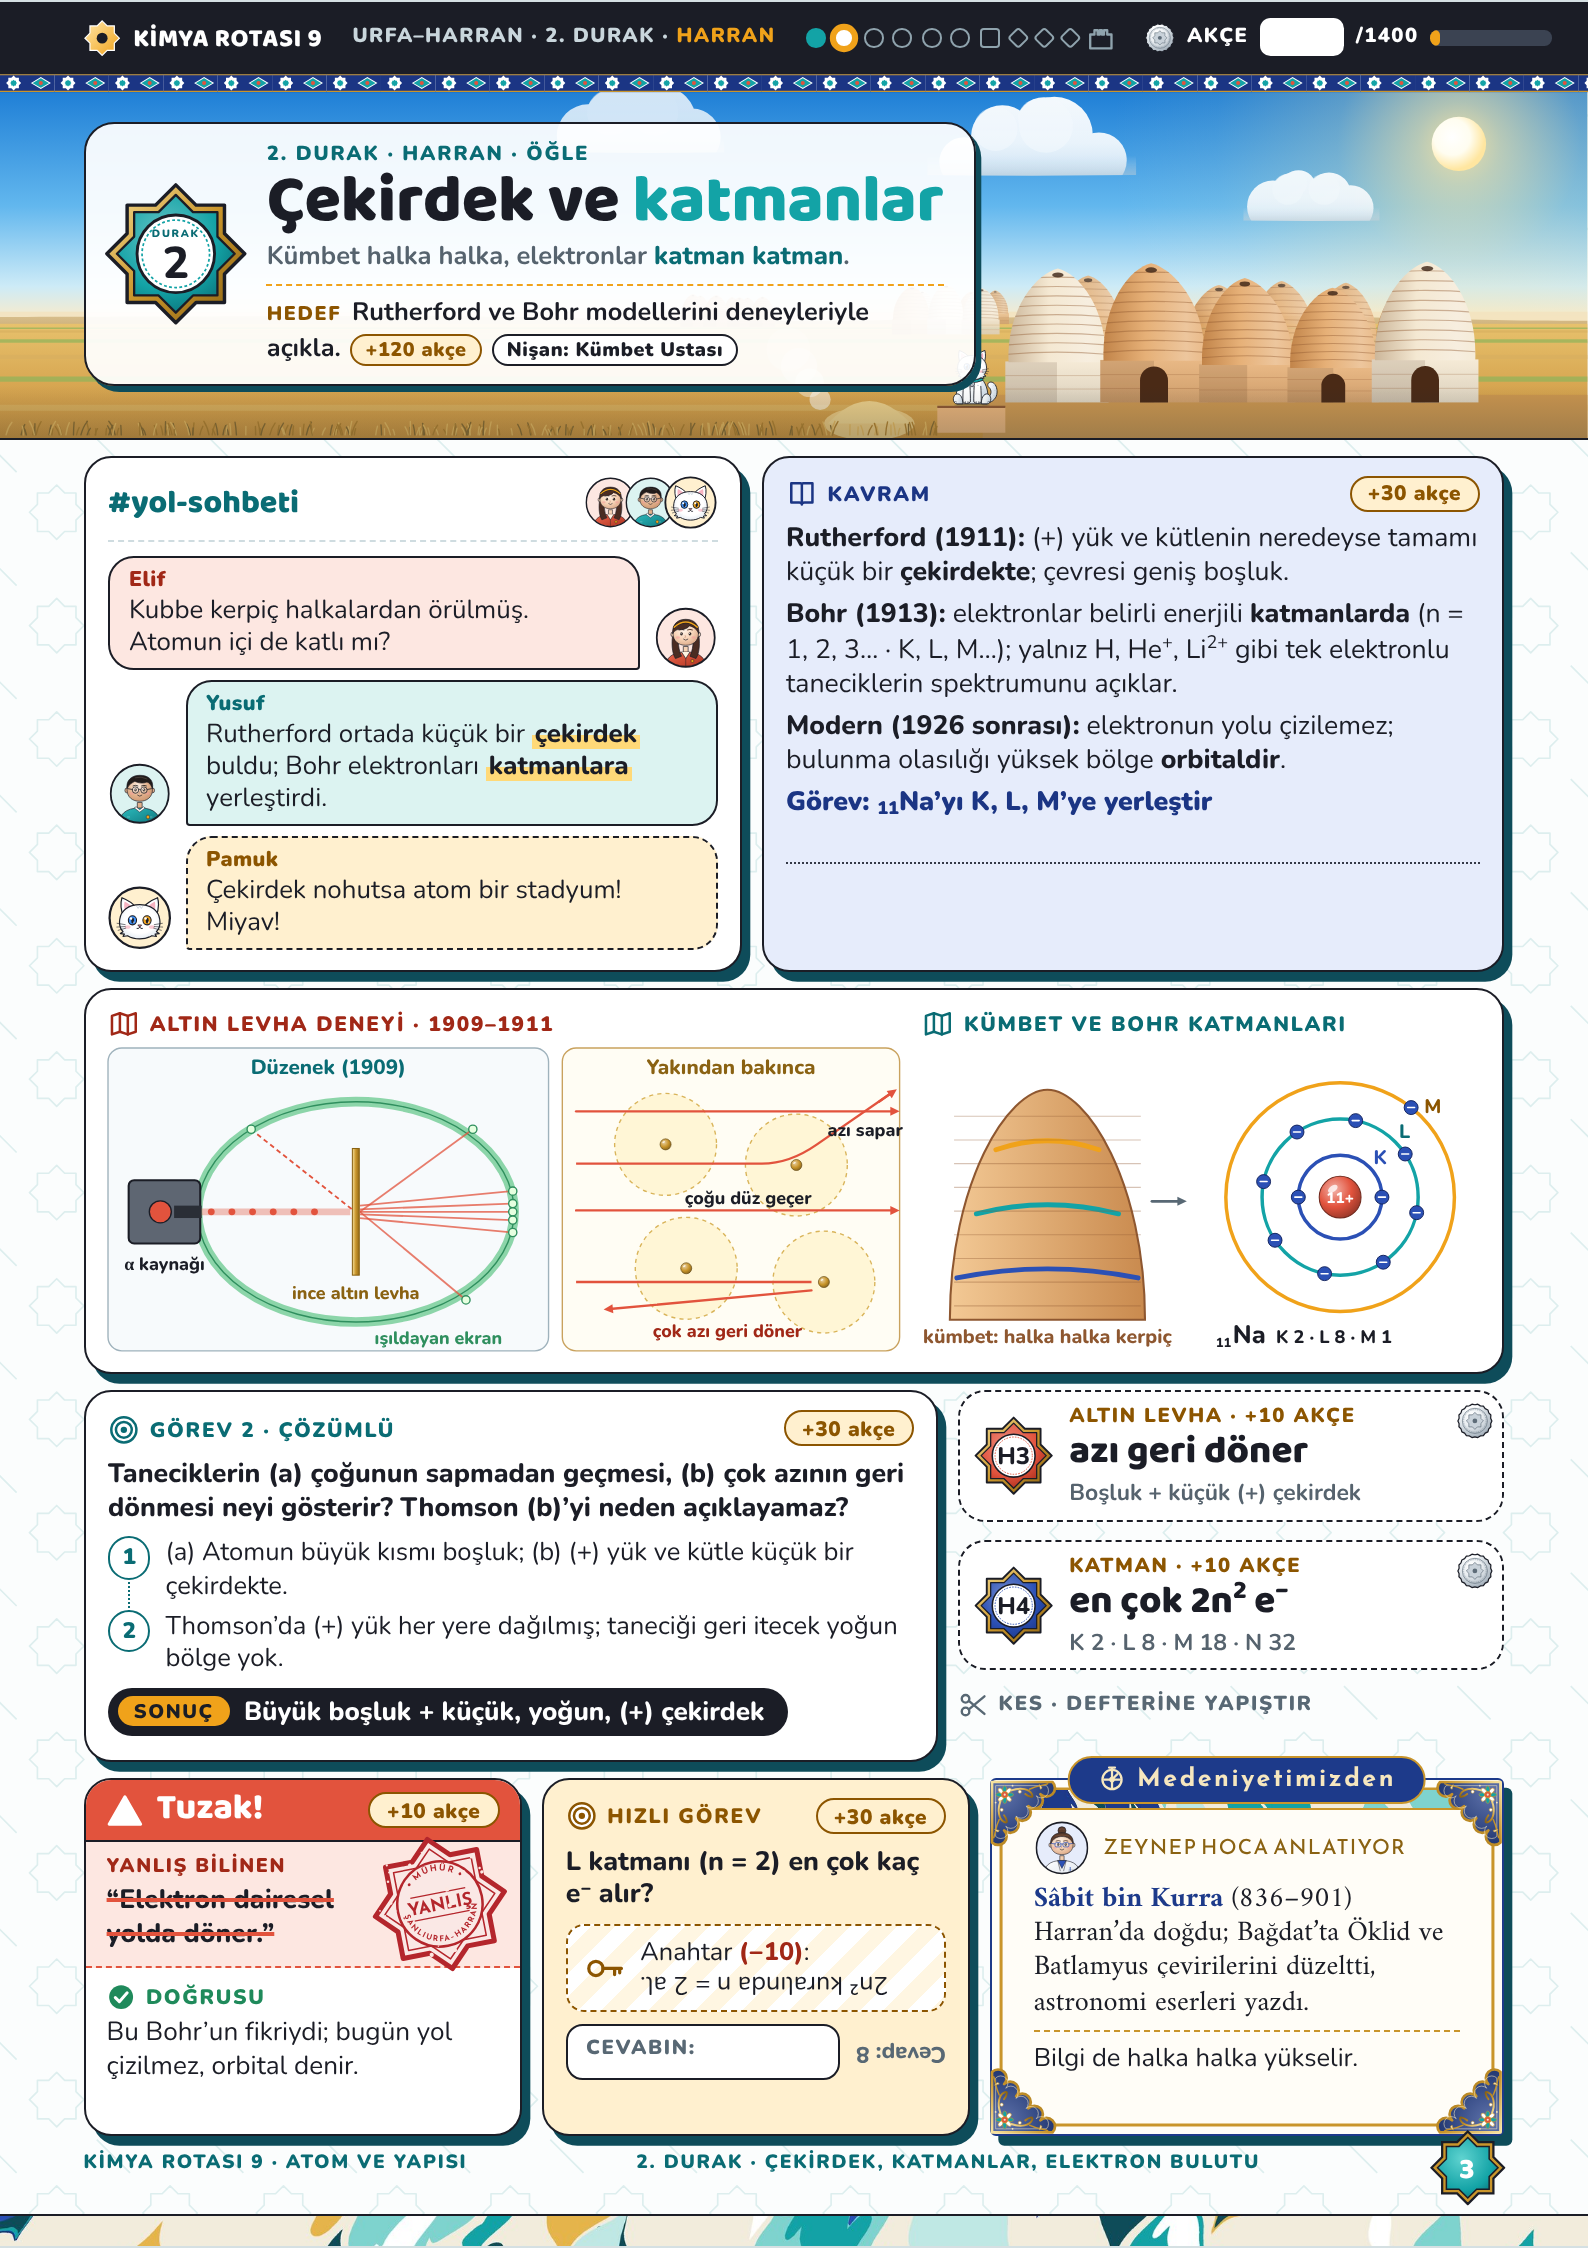 KİMYA ROTASI 9
URFA–HARRAN · 2. DURAK · HARRAN
AKÇE /1400
2. DURAK · HARRAN · ÖĞLE
DURAK
2
Çekirdek ve katmanlar
Kümbet halka halka, elektronlar katman katman.
HEDEF Rutherford ve Bohr modellerini deneyleriyle
açıkla. +120 akçe Nişan: Kümbet Ustası
#yol-sohbeti
Elif
Kubbe kerpiç halkalardan örülmüş.
Atomun içi de katlı mı?
Yusuf
Rutherford ortada küçük bir çekirdek
buldu; Bohr elektronları katmanlara
yerleştirdi.
Pamuk
Çekirdek nohutsa atom bir stadyum!
Miyav!
KAVRAM +30 akçe
Rutherford (1911): (+) yük ve kütlenin neredeyse tamamı
küçük bir çekirdekte; çevresi geniş boşluk.
Bohr (1913): elektronlar belirli enerjili katmanlarda (n =
1, 2, 3… · K, L, M…); yalnız H, He⁺, Li²⁺ gibi tek elektronlu
taneciklerin spektrumunu açıklar.
Modern (1926 sonrası): elektronun yolu çizilemez;
bulunma olasılığı yüksek bölge orbitaldir.
Görev: ₁₁Na’yı K, L, M’ye yerleştir
ALTIN LEVHA DENEYİ · 1909–1911
Düzenek (1909)
α kaynağı
ince altın levha
ışıldayan ekran
Yakından bakınca
azı sapar
çoğu düz geçer
çok azı geri döner
KÜMBET VE BOHR KATMANLARI
kümbet: halka halka kerpiç
M
L
K
11+
₁₁Na K 2 · L 8 · M 1
GÖREV 2 · ÇÖZÜMLÜ +30 akçe
Taneciklerin (a) çoğunun sapmadan geçmesi, (b) çok azının geri
dönmesi neyi gösterir? Thomson (b)’yi neden açıklayamaz?
1 (a) Atomun büyük kısmı boşluk; (b) (+) yük ve kütle küçük bir
çekirdekte.
2 Thomson’da (+) yük her yere dağılmış; taneciği geri itecek yoğun
bölge yok.
SONUÇ Büyük boşluk + küçük, yoğun, (+) çekirdek
H3
ALTIN LEVHA · +10 AKÇE
azı geri döner
Boşluk + küçük (+) çekirdek
H4
KATMAN · +10 AKÇE
en çok 2n² e⁻
K 2 · L 8 · M 18 · N 32
KES · DEFTERİNE YAPIŞTIR
Tuzak! +10 akçe
YANLIŞ BİLİNEN
“Elektron dairesel
yolda döner.”
MÜHÜR
YANLIŞ
ŞANLIURFA–HARRAN
DOĞRUSU
Bu Bohr’un fikriydi; bugün yol
çizilmez, orbital denir.
HIZLI GÖREV +30 akçe
L katmanı (n = 2) en çok kaç
e⁻ alır?
Anahtar (−10):
2n² kuralında n = 2 al.
CEVABIN:
Cevap: 8
Medeniyetimizden
ZEYNEP HOCA ANLATIYOR
Sâbit bin Kurra (836–901)
Harran’da doğdu; Bağdat’ta Öklid ve
Batlamyus çevirilerini düzeltti,
astronomi eserleri yazdı.
Bilgi de halka halka yükselir.
KİMYA ROTASI 9 · ATOM VE YAPISI
2. DURAK · ÇEKİRDEK, KATMANLAR, ELEKTRON BULUTU
3